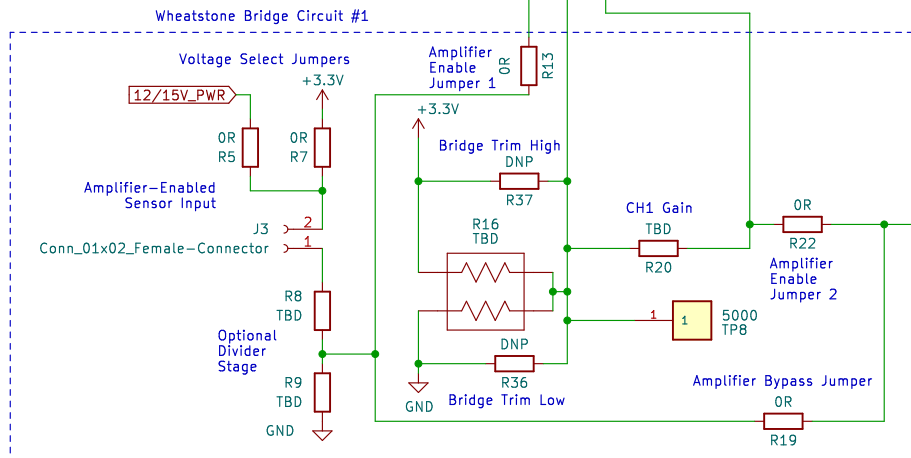 Wheatstone Bridge Circuit #1
Voltage Select Jumpers
+3.3V
12/15V_PWR
0R
R5
0R
R7
Amplifier-Enabled
Sensor Input
J3
2
1
Conn_01x02_Female-Connector
R8
TBD
Optional
Divider
Stage
R9
TBD
GND
Amplifier
Enable
Jumper 1
0R
R13
+3.3V
Bridge Trim High
DNP
R37
R16
TBD
DNP
R36
GND
Bridge Trim Low
CH1 Gain
TBD
R20
1
1
5000
TP8
0R
R22
Amplifier
Enable
Jumper 2
Amplifier Bypass Jumper
0R
R19